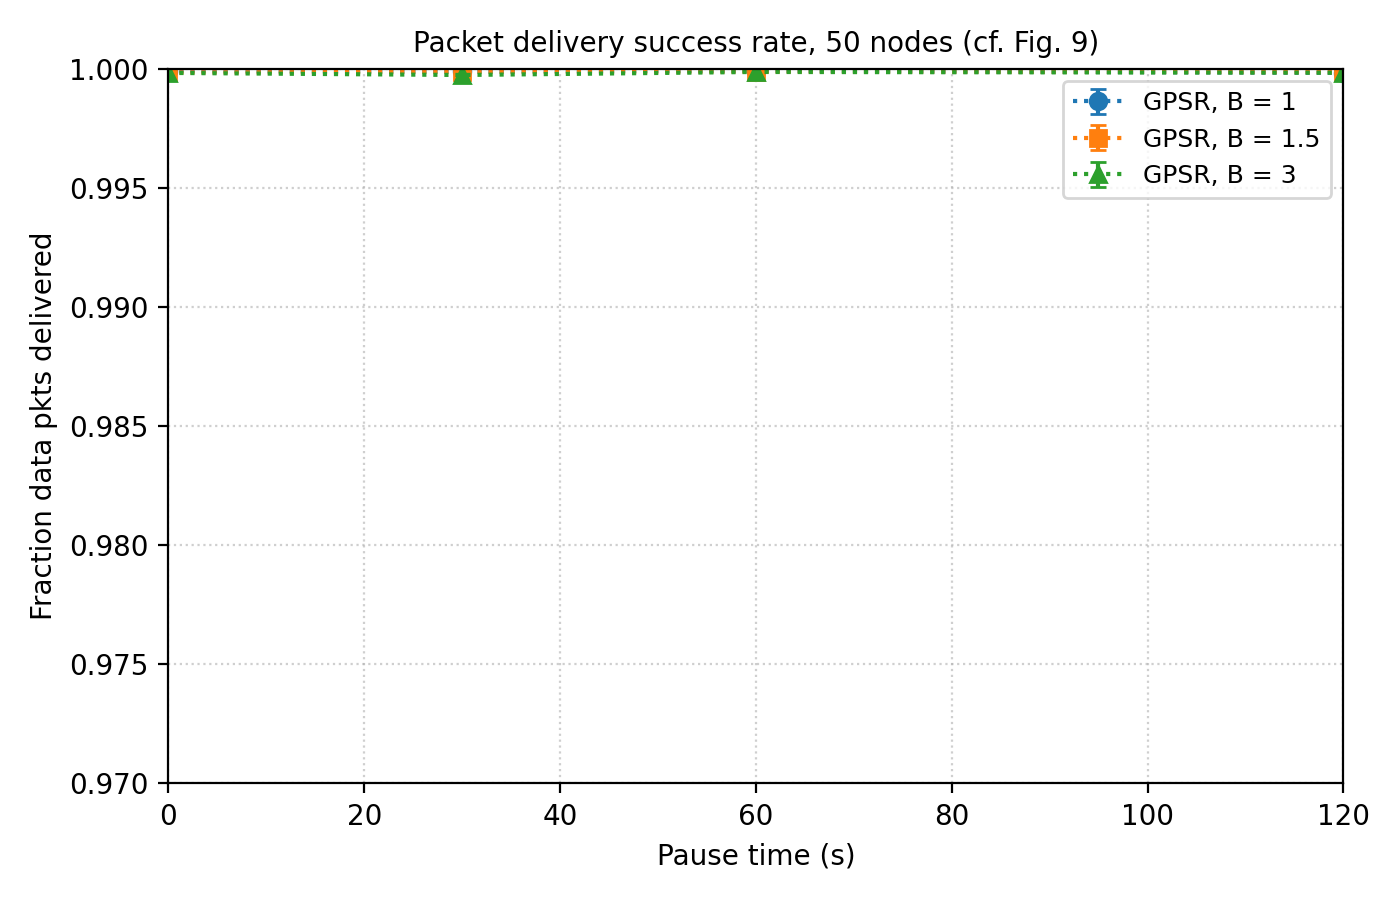 Packet delivery success rate, 50 nodes (cf. Fig. 9)
1.000
0.995
0.990
0.985
0.980
0.975
0.970
Fraction data pkts delivered
GPSR, B = 1
GPSR, B = 1.5
GPSR, B = 3
0 20 40 60 80 100 120
Pause time (s)